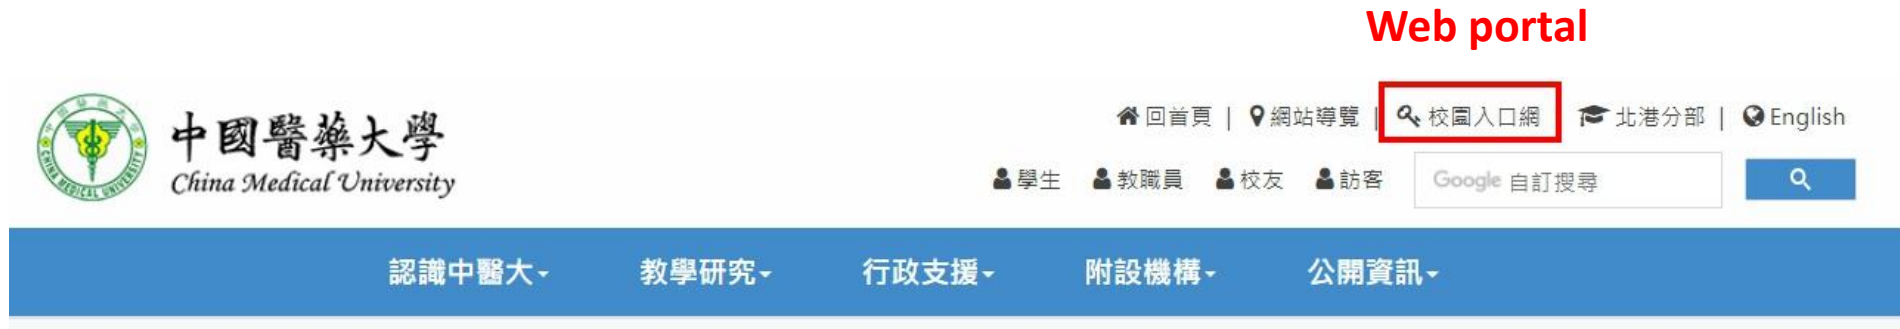 Web portal
中國醫藥大學
China Medical University
CHINA MEDICAL UNIVERSITY
回首頁 | 網站導覽 | 校園入口網 北港分部 | English
學生 教職員 校友 訪客 Google 自訂搜尋
認識中醫大 教學研究 行政支援 附設機構 公開資訊